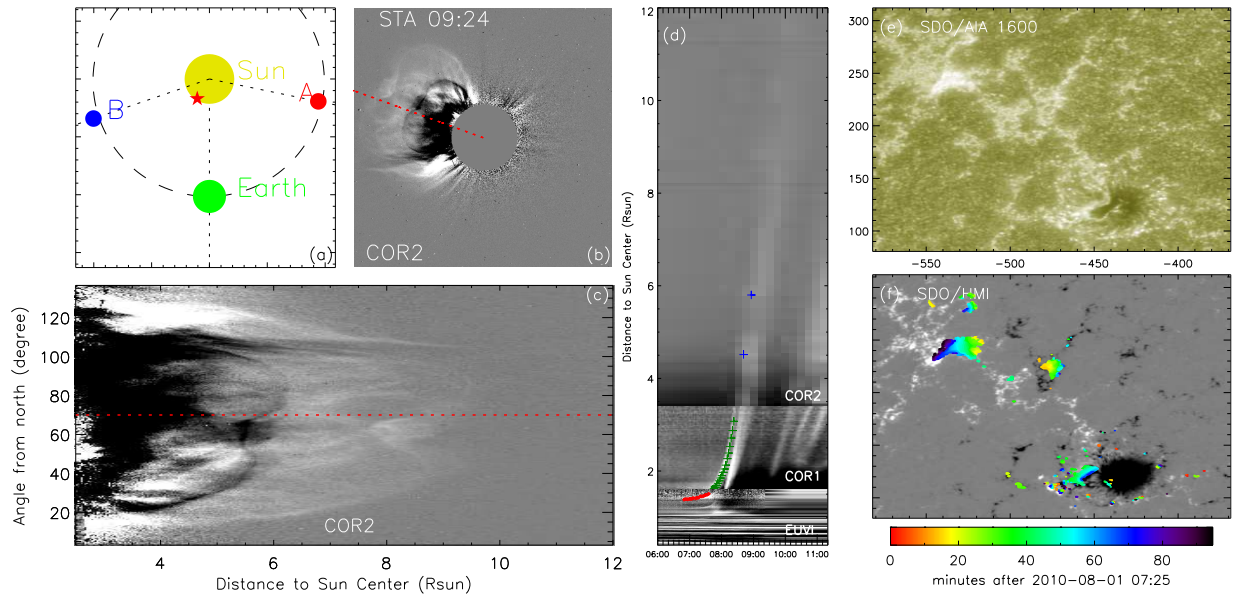 Sun
A
B
Earth
(a)
STA 09:24
COR2
(b)
(c)
Angle from north (degree)
120
100
80
60
40
20
COR2
4 6 8 10 12
Distance to Sun Center (Rsun)
(d)
Distance to Sun Center (Rsun)
12
10
8
6
4
2
COR2
COR1
EUVI
06:00 07:00 08:00 09:00 10:00 11:00
(e) SDO/AIA 1600
300
250
200
150
100
−550 −500 −450 −400
(f) SDO/HMI
0 20 40 60 80
minutes after 2010−08−01 07:25